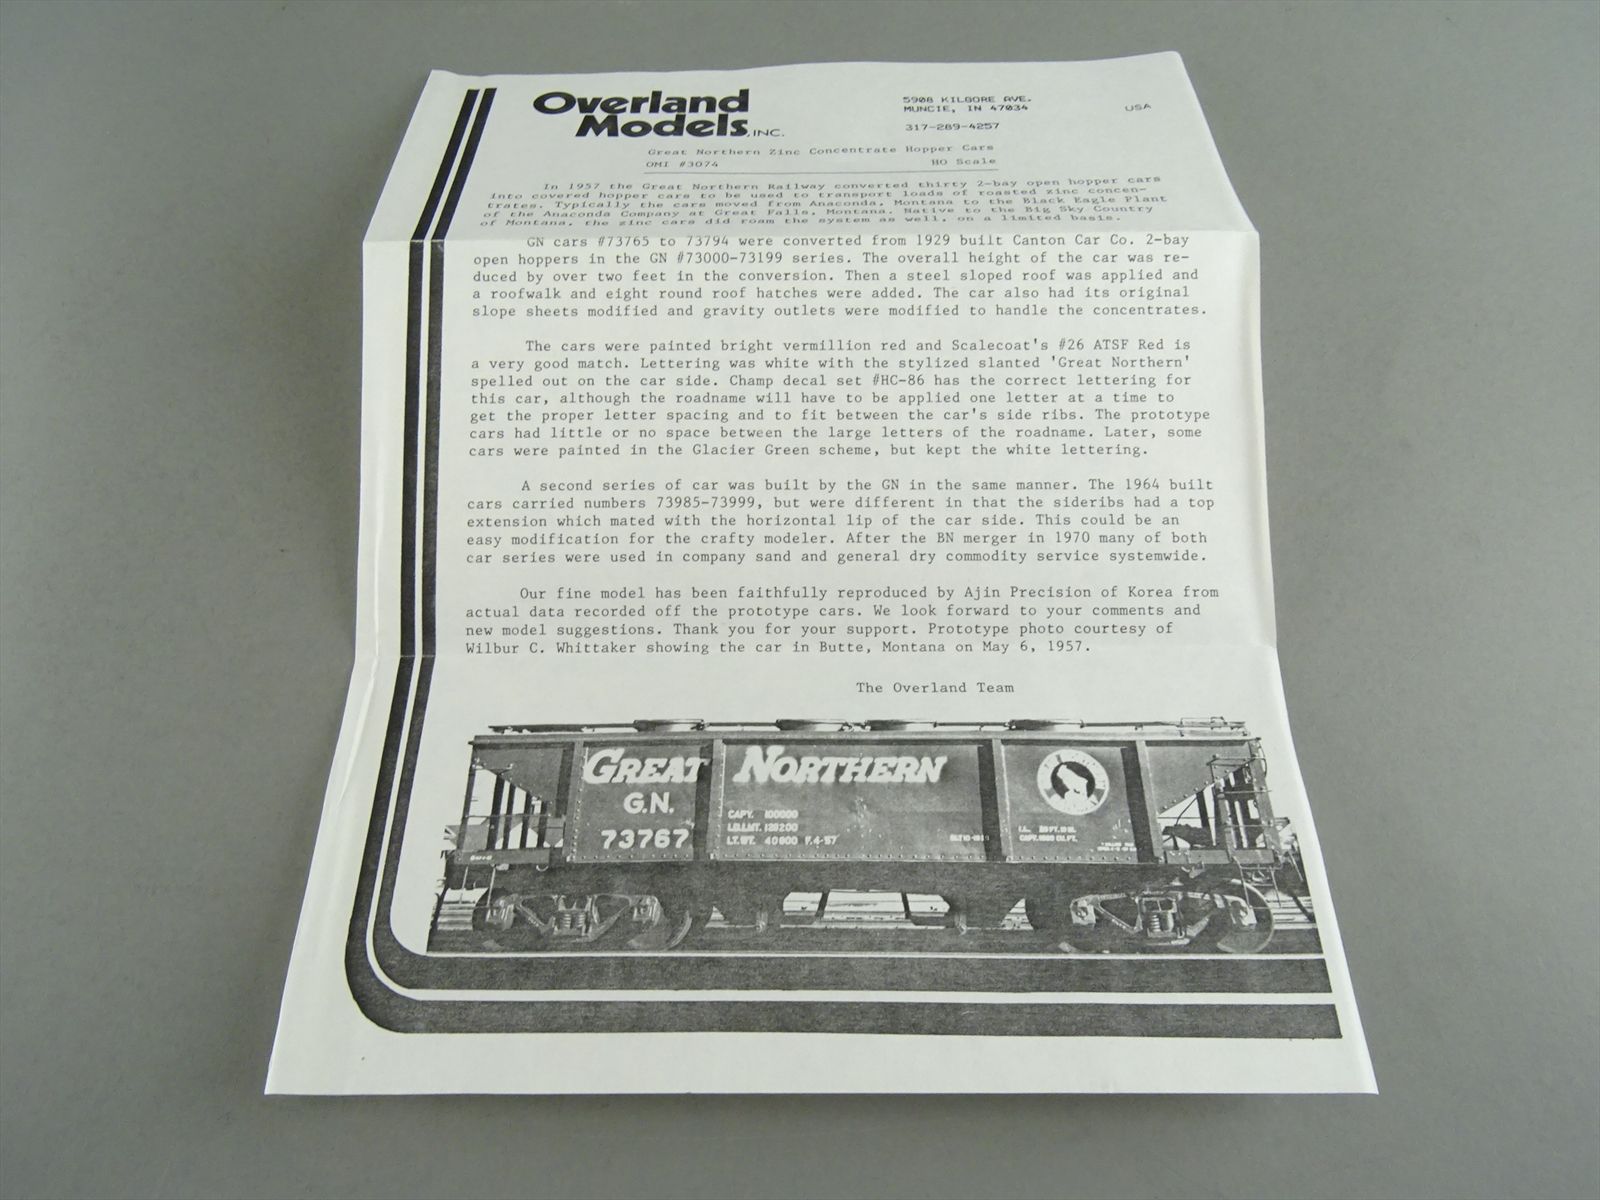 Overland
Models, INC.
5908 KILGORE AVE.
MUNCIE, IN 47034
USA
317-289-4257
Great Northern Zinc Concentrate Hopper Cars
OMI #3074 HO Scale
In 1957 the Great Northern Railway converted thirty 2-bay open hopper cars
into covered hopper cars to be used to transport loads of roasted zinc concen-
trates. Typically the cars moved from Anaconda, Montana to the Black Eagle Plant
of the Anaconda Company at Great Falls, Montana. Native to the Big Sky Country
of Montana, the zinc cars did roam the system as well, on a limited basis.
GN cars #73765 to 73794 were converted from 1929 built Canton Car Co. 2-bay
open hoppers in the GN #73000-73199 series. The overall height of the car was re-
duced by over two feet in the conversion. Then a steel sloped roof was applied and
a roofwalk and eight round roof hatches were added. The car also had its original
slope sheets modified and gravity outlets were modified to handle the concentrates.
The cars were painted bright vermillion red and Scalecoat's #26 ATSF Red is
a very good match. Lettering was white with the stylized slanted 'Great Northern'
spelled out on the car side. Champ decal set #HC-86 has the correct lettering for
this car, although the roadname will have to be applied one letter at a time to
get the proper letter spacing and to fit between the car's side ribs. The prototype
cars had little or no space between the large letters of the roadname. Later, some
cars were painted in the Glacier Green scheme, but kept the white lettering.
A second series of car was built by the GN in the same manner. The 1964 built
cars carried numbers 73985-73999, but were different in that the sideribs had a top
extension which mated with the horizontal lip of the car side. This could be an
easy modification for the crafty modeler. After the BN merger in 1970 many of both
car series were used in company sand and general dry commodity service systemwide.
Our fine model has been faithfully reproduced by Ajin Precision of Korea from
actual data recorded off the prototype cars. We look forward to your comments and
new model suggestions. Thank you for your support. Prototype photo courtesy of
Wilbur C. Whittaker showing the car in Butte, Montana on May 6, 1957.
The Overland Team
GREAT NORTHERN
G.N.
73767
CAPY. 100000
LD.LMT. 128200
LT.WT. 40800 F.4-57